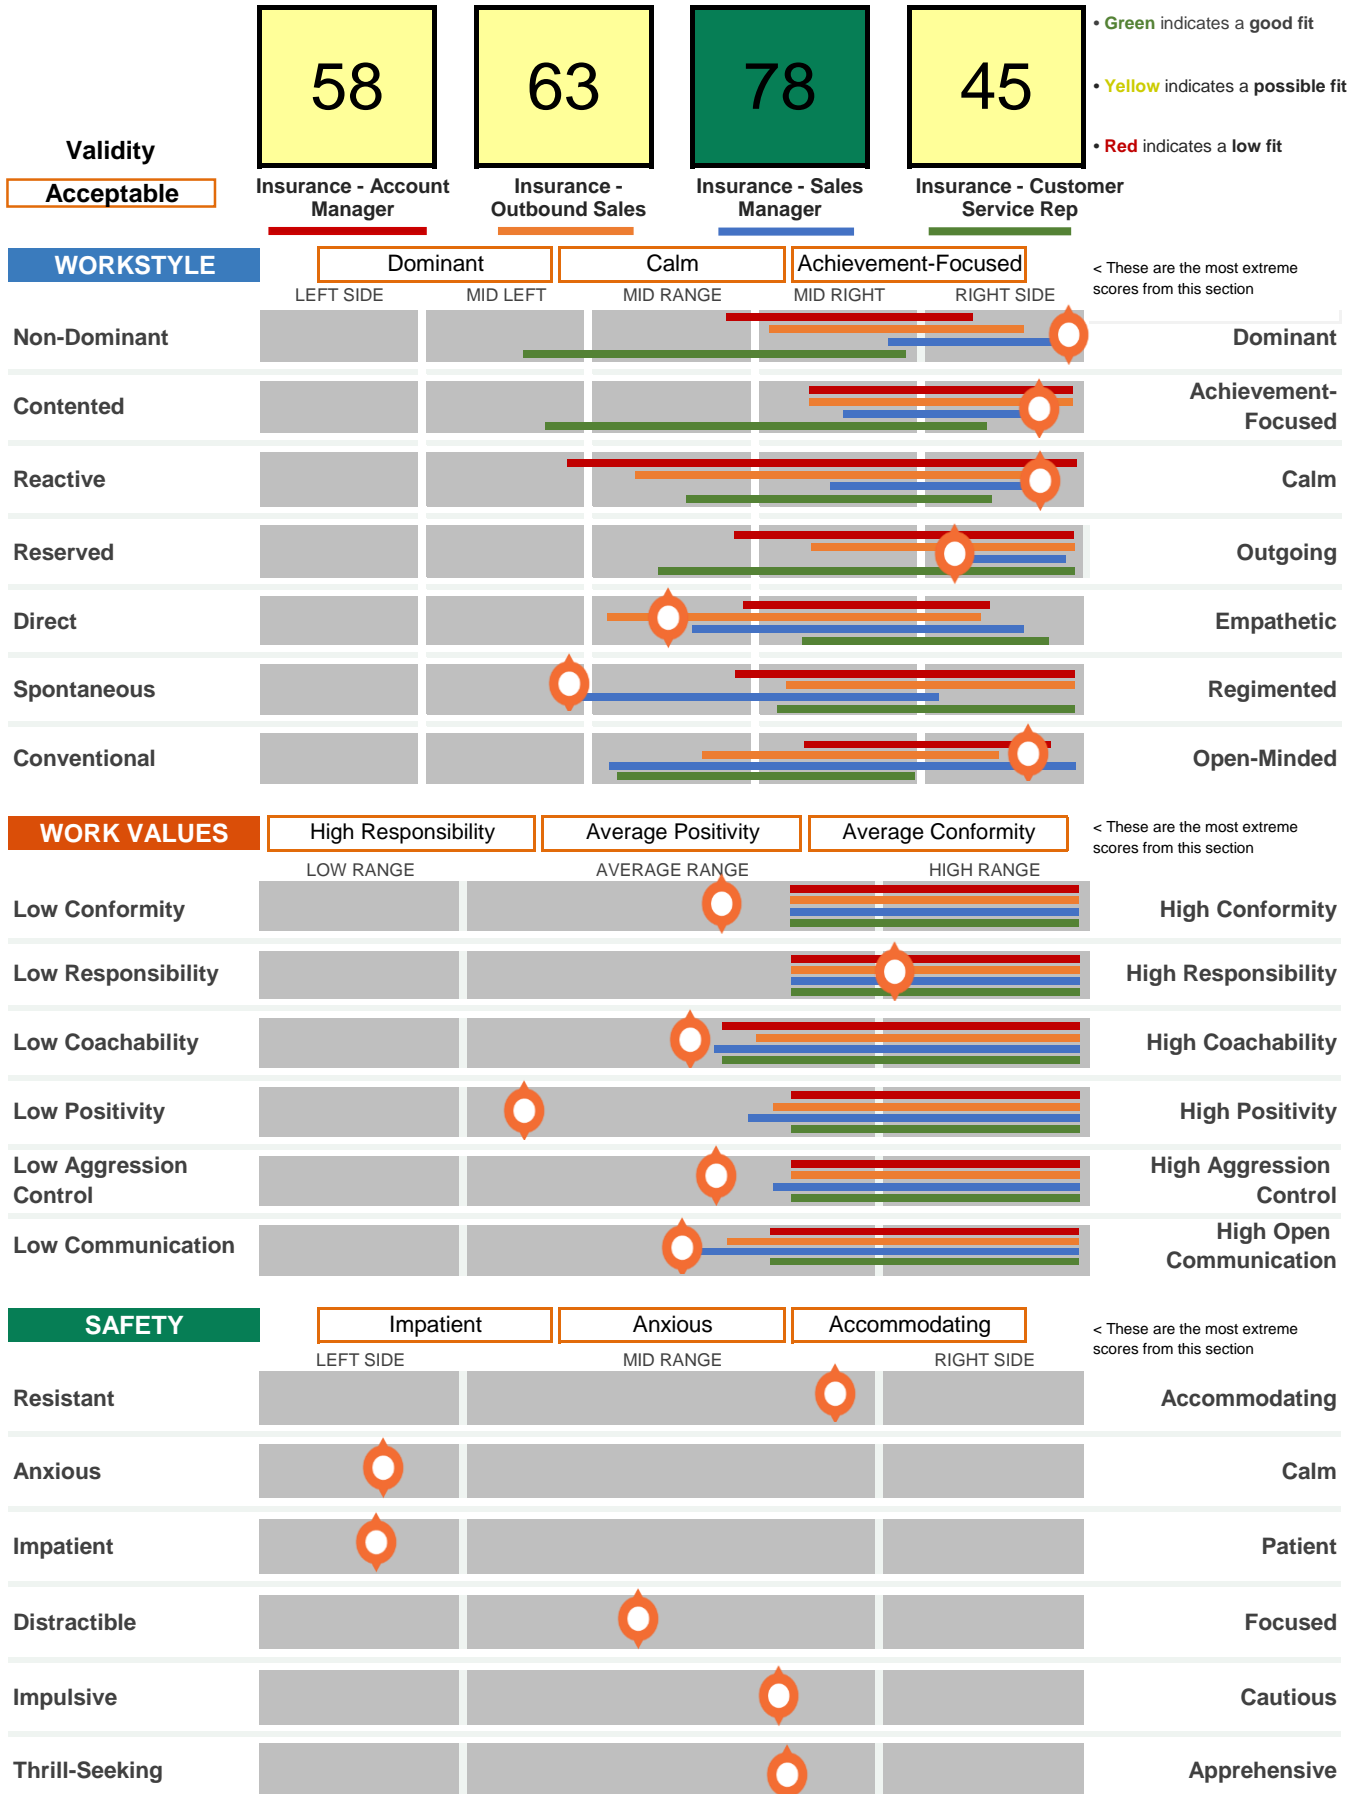 58
63
78
45
• Green indicates a good fit
• Yellow indicates a possible fit
• Red indicates a low fit
Validity
Acceptable
Insurance - Account
Manager
Insurance -
Outbound Sales
Insurance - Sales
Manager
Insurance - Customer
Service Rep
WORKSTYLE
Dominant
Calm
Achievement-Focused
< These are the most extreme
scores from this section
LEFT SIDE
MID LEFT
MID RANGE
MID RIGHT
RIGHT SIDE
Non-Dominant
Dominant
Contented
Achievement-
Focused
Reactive
Calm
Reserved
Outgoing
Direct
Empathetic
Spontaneous
Regimented
Conventional
Open-Minded
WORK VALUES
High Responsibility
Average Positivity
Average Conformity
< These are the most extreme
scores from this section
LOW RANGE
AVERAGE RANGE
HIGH RANGE
Low Conformity
High Conformity
Low Responsibility
High Responsibility
Low Coachability
High Coachability
Low Positivity
High Positivity
Low Aggression
Control
High Aggression
Control
Low Communication
High Open
Communication
SAFETY
Impatient
Anxious
Accommodating
< These are the most extreme
scores from this section
LEFT SIDE
MID RANGE
RIGHT SIDE
Resistant
Accommodating
Anxious
Calm
Impatient
Patient
Distractible
Focused
Impulsive
Cautious
Thrill-Seeking
Apprehensive